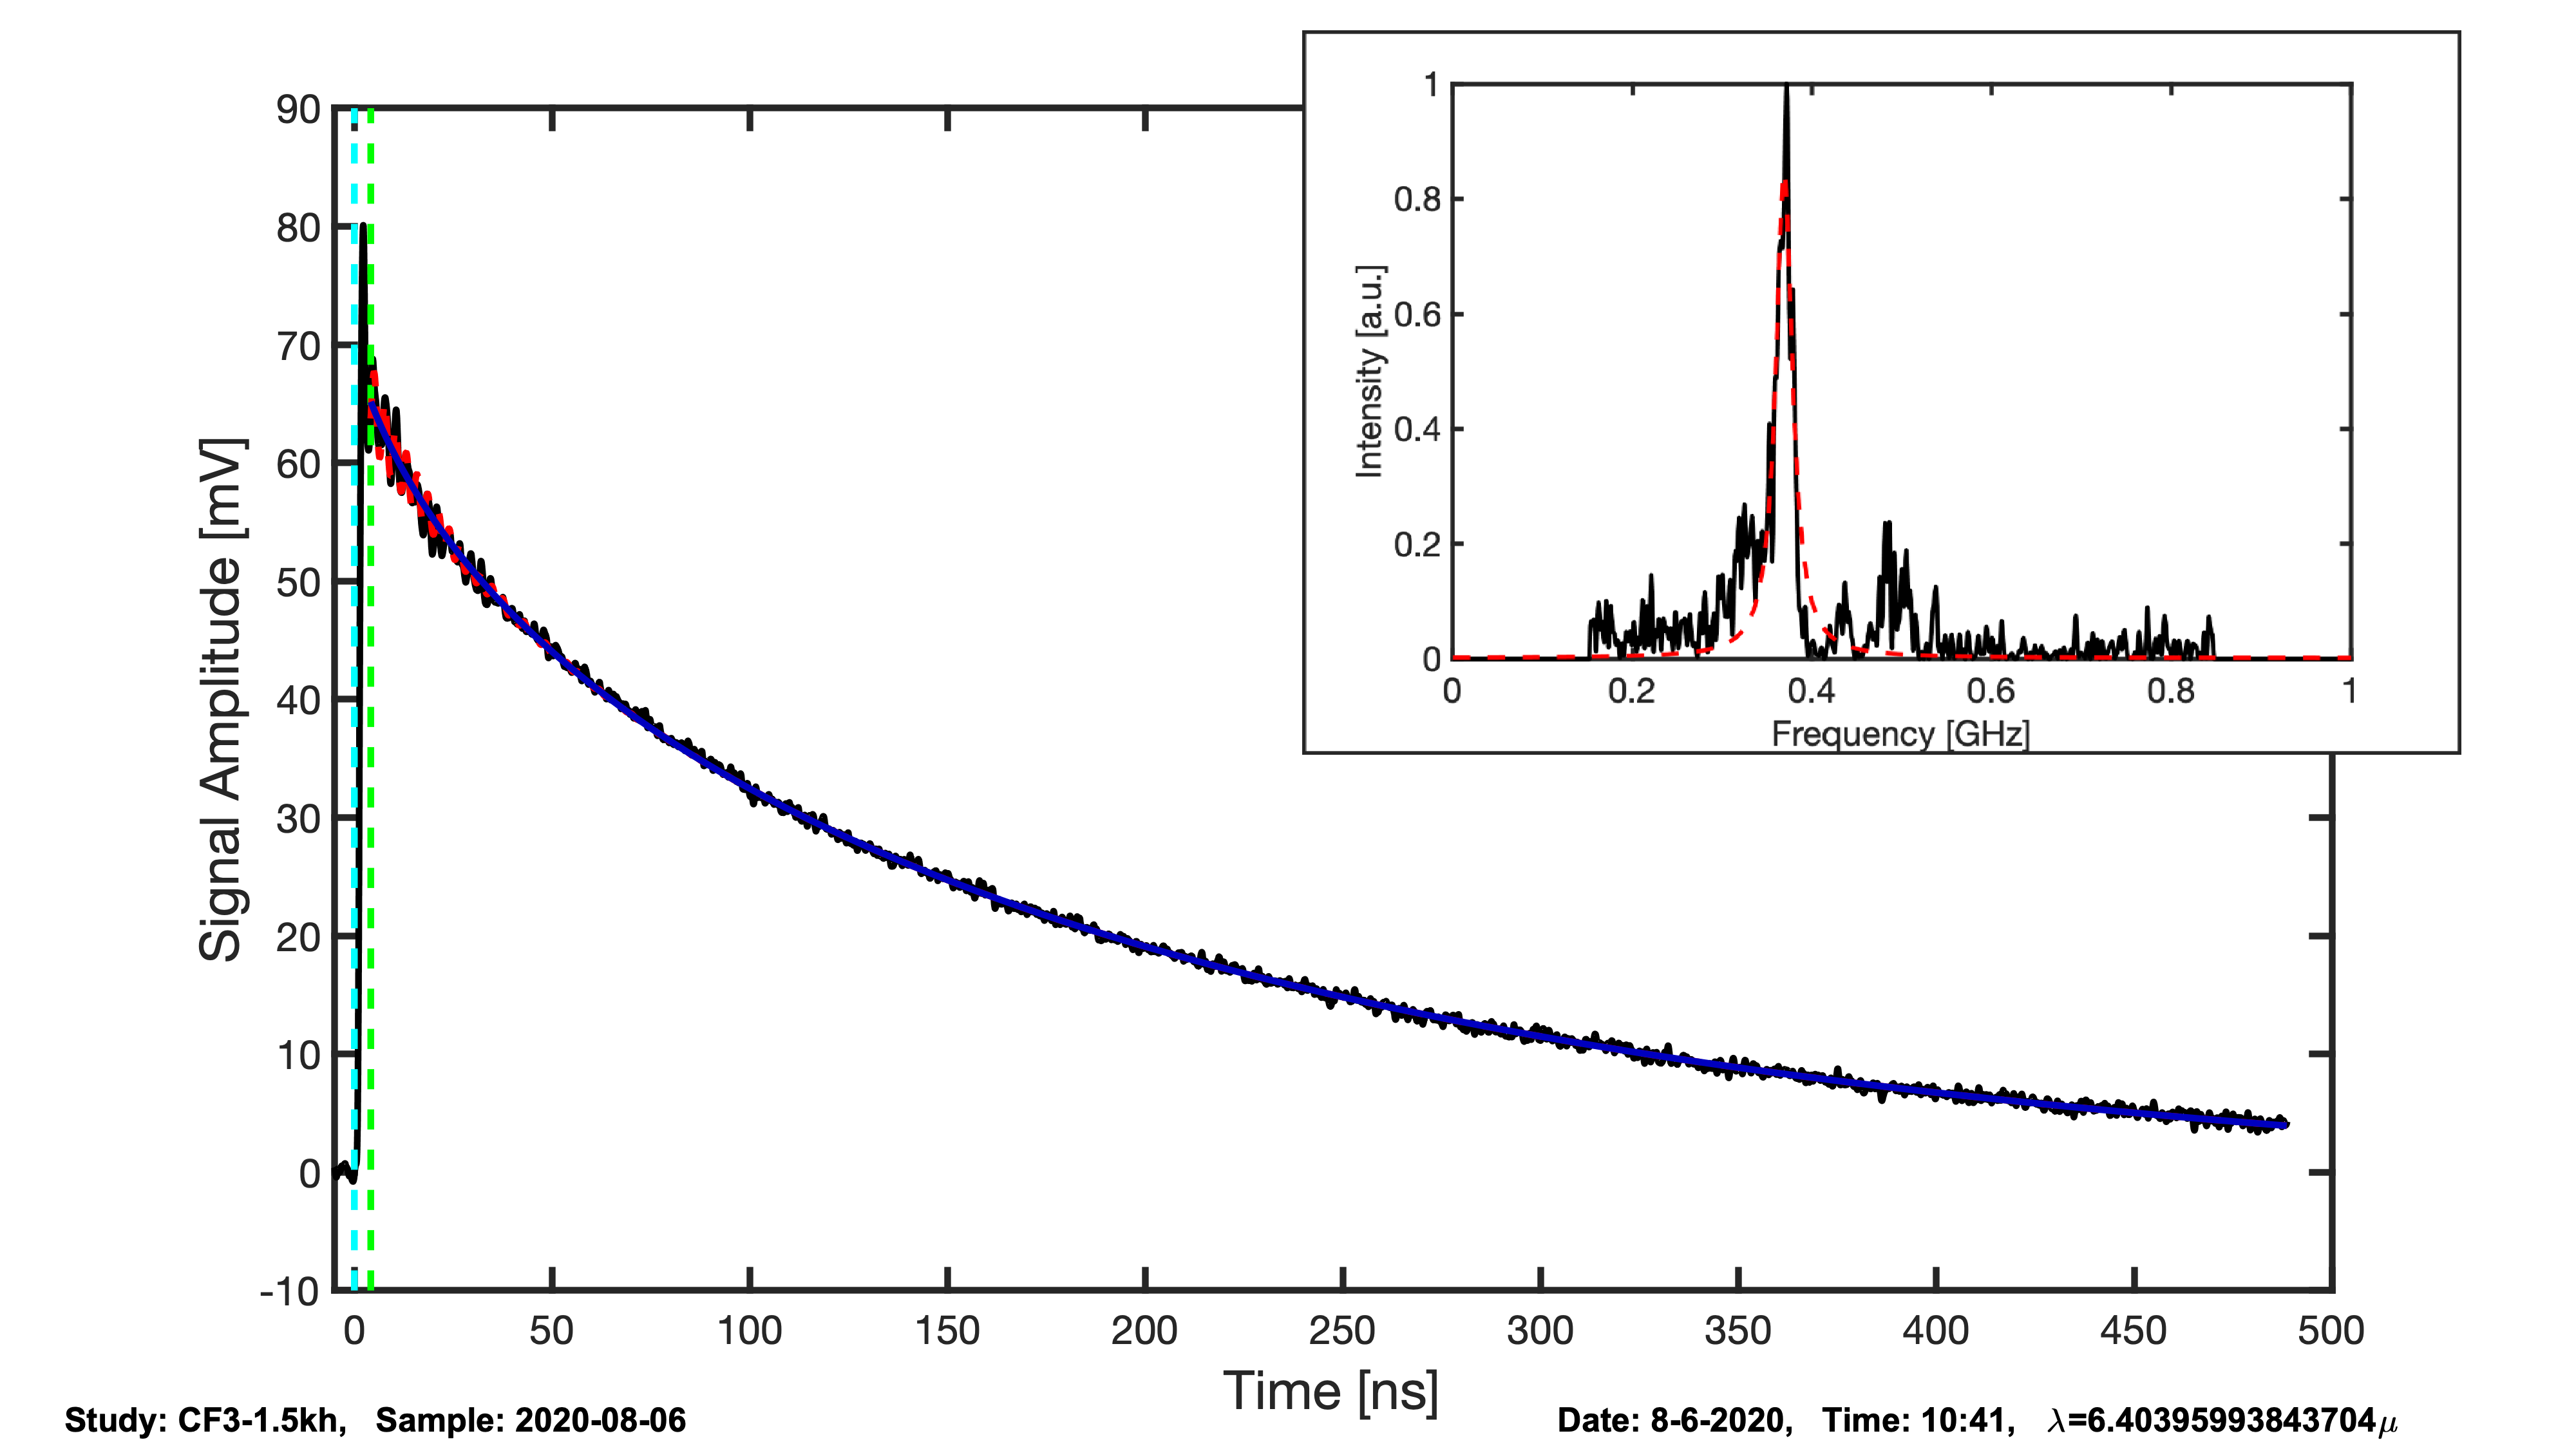 1
0.8
0.6
0.4
0.2
0
0 0.2 0.4 0.6 0.8 1
Intensity [a.u.]
Frequency [GHz]
90
80
70
60
50
40
30
20
10
0
-10
0 50 100 150 200 250 300 350 400 450 500
Signal Amplitude [mV]
Time [ns]
Study: CF3-1.5kh, Sample: 2020-08-06
Date: 8-6-2020, Time: 10:41, λ=6.40395993843704μ